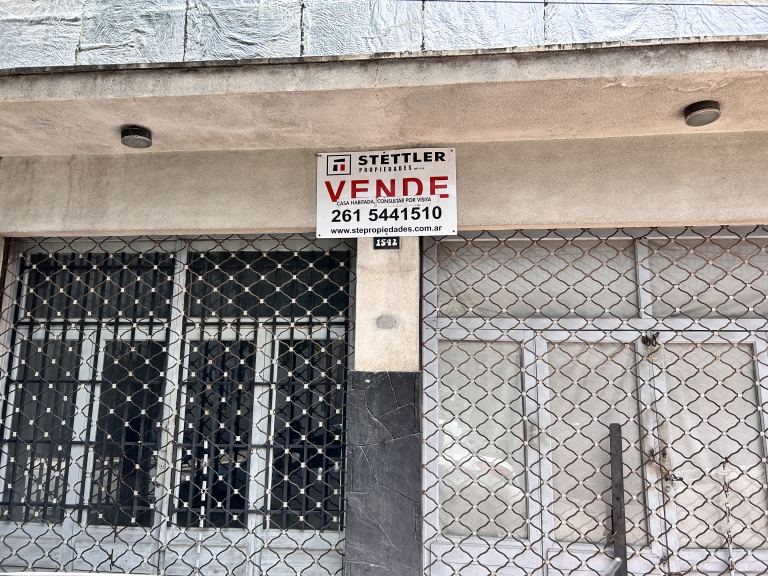 STETTLER
PROPIEDADES
VENDE
CASA HABITADA, CONSULTAR POR VISITA
261 5441510
www.stepropiedades.com.ar
1542